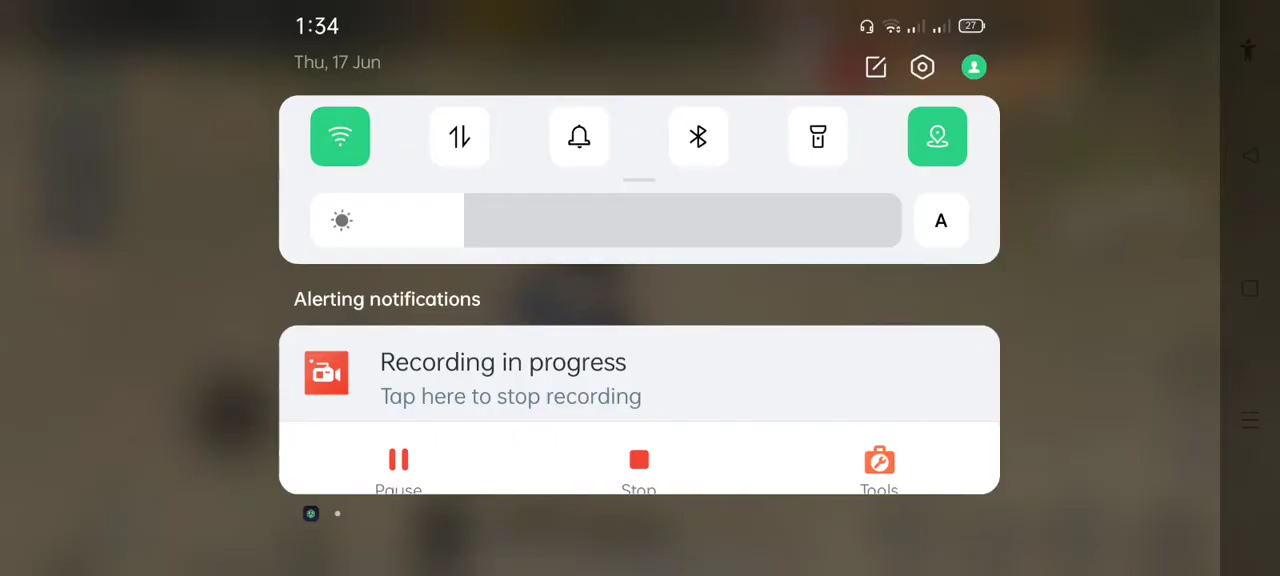 1:34
27
Thu, 17 Jun
A
Alerting notifications
Recording in progress
Tap here to stop recording
Pause
Stop
Tools